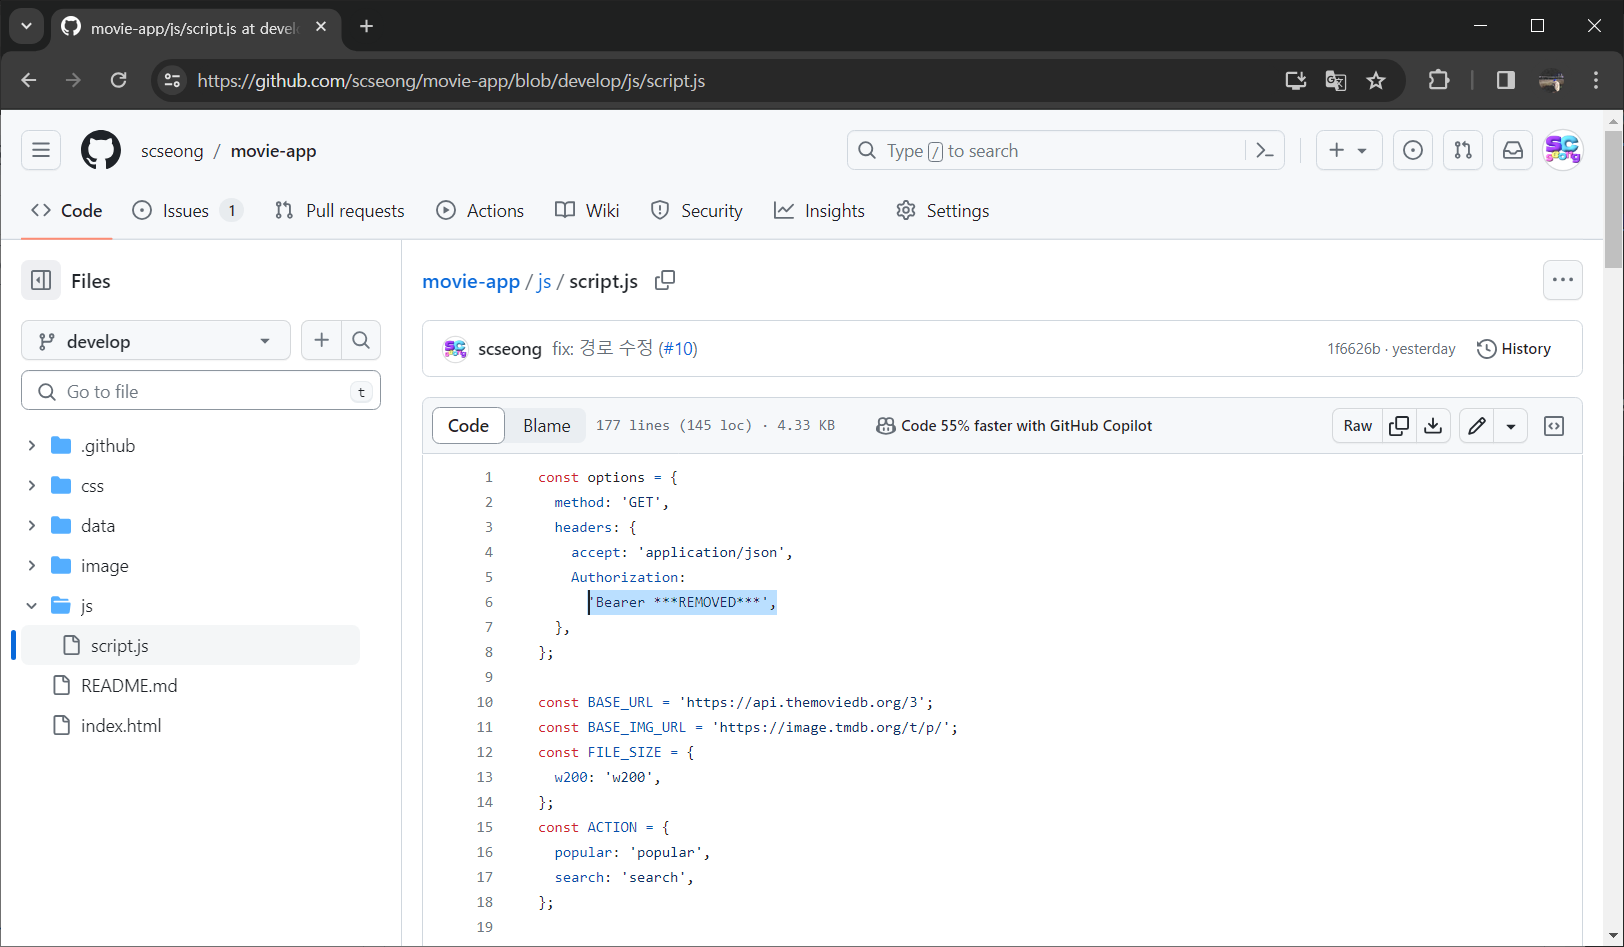 movie-app/js/script.js at devel
https://github.com/scseong/movie-app/blob/develop/js/script.js
scseong / movie-app
Type / to search
Code Issues 1 Pull requests Actions Wiki Security Insights Settings
Files
movie-app / js / script.js
develop
scseong fix: 경로 수정 (#10)
1f6626b · yesterday History
Go to file t
Code Blame 177 lines (145 loc) · 4.33 KB Code 55% faster with GitHub Copilot Raw
.github
css
data
image
js
script.js
README.md
index.html
1 const options = {
2 method: 'GET',
3 headers: {
4 accept: 'application/json',
5 Authorization:
6 'Bearer ***REMOVED***',
7 },
8 };
9
10 const BASE_URL = 'https://api.themoviedb.org/3';
11 const BASE_IMG_URL = 'https://image.tmdb.org/t/p/';
12 const FILE_SIZE = {
13 w200: 'w200',
14 };
15 const ACTION = {
16 popular: 'popular',
17 search: 'search',
18 };
19